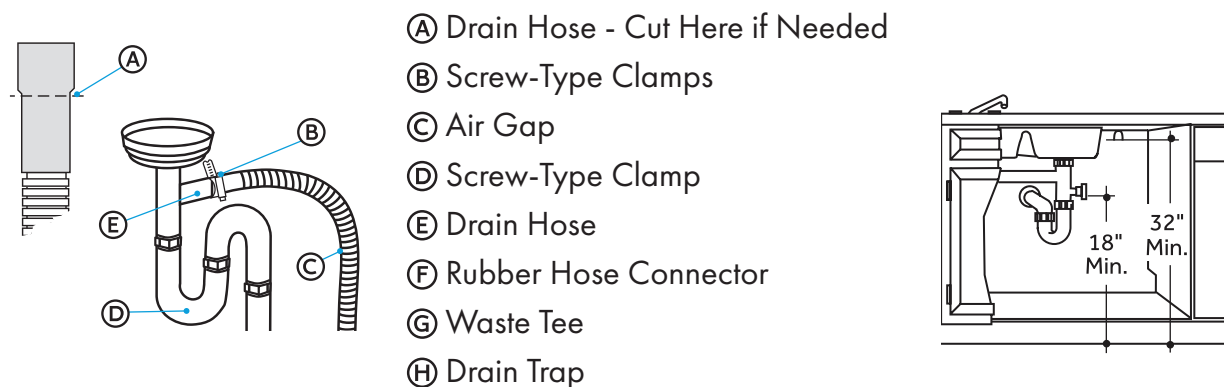 Ⓐ
Ⓑ
Ⓔ
Ⓒ
Ⓓ
Ⓐ Drain Hose - Cut Here if Needed
Ⓑ Screw-Type Clamps
Ⓒ Air Gap
Ⓓ Screw-Type Clamp
Ⓔ Drain Hose
Ⓕ Rubber Hose Connector
Ⓖ Waste Tee
Ⓗ Drain Trap
18"
Min.
32"
Min.